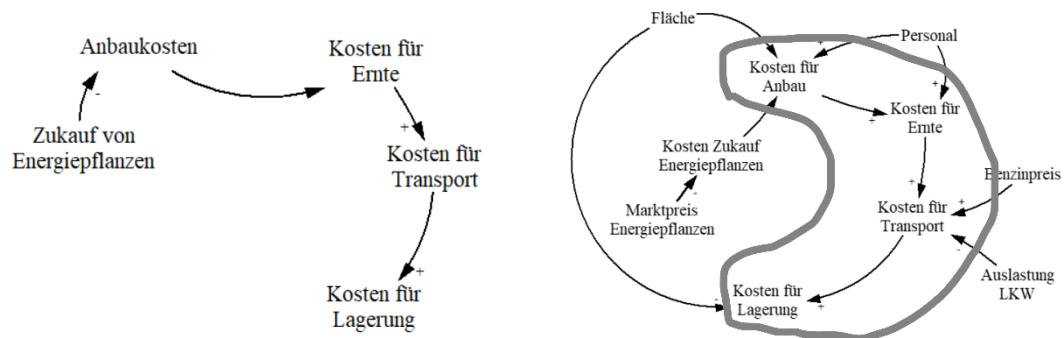 Anbaukosten
Kosten für
Ernte
-
Zukauf von
Energiepflanzen
+
Kosten für
Transport
+
Kosten für
Lagerung
Fläche
Personal
+
Kosten für
Anbau
+
Kosten für
Ernte
+
Kosten Zukauf
Energiepflanzen
-
Marktpreis
Energiepflanzen
Benzinpreis
+
+
Kosten für
Transport
-
Auslastung
LKW
-
Kosten für
Lagerung
+